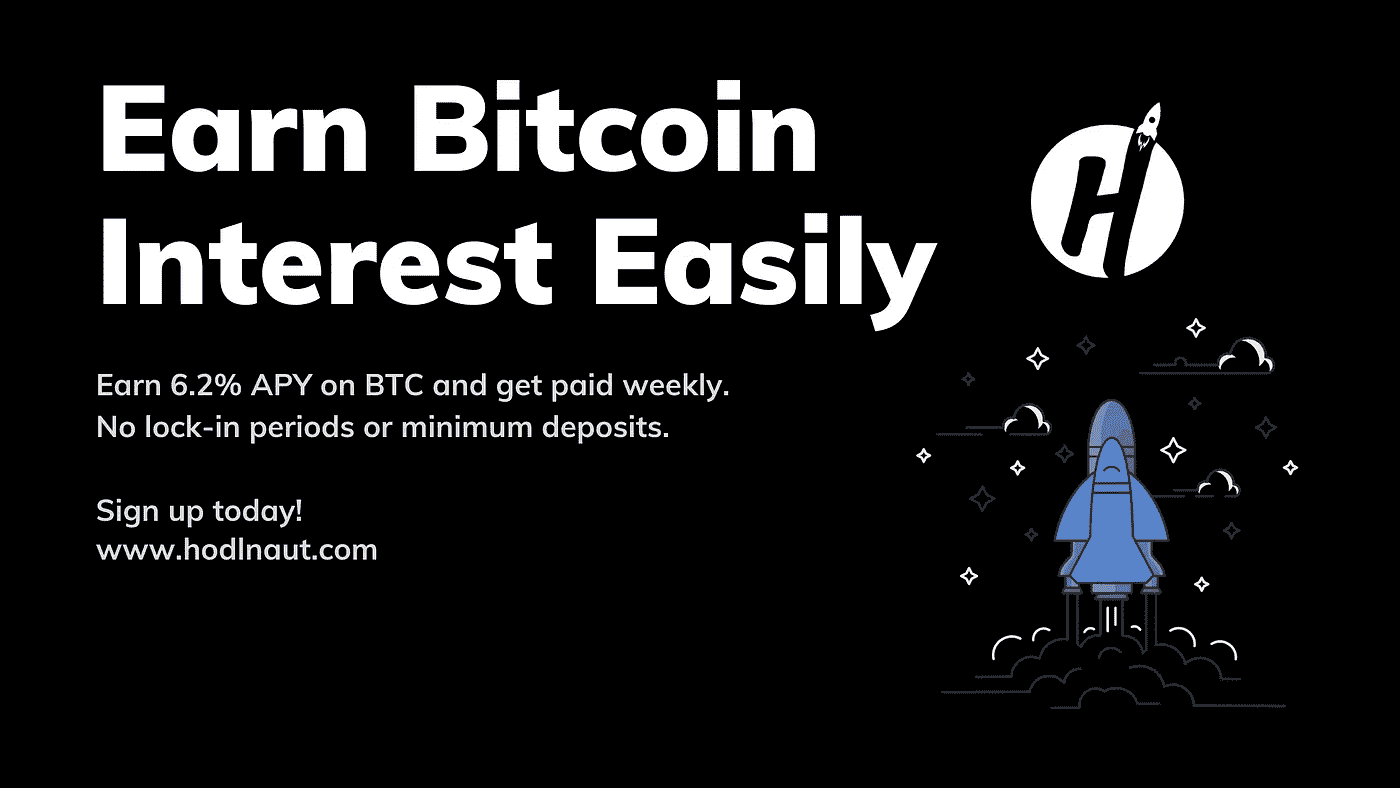 Earn Bitcoin
Interest Easily
Earn 6.2% APY on BTC and get paid weekly.
No lock-in periods or minimum deposits.
Sign up today!
www.hodlnaut.com
H